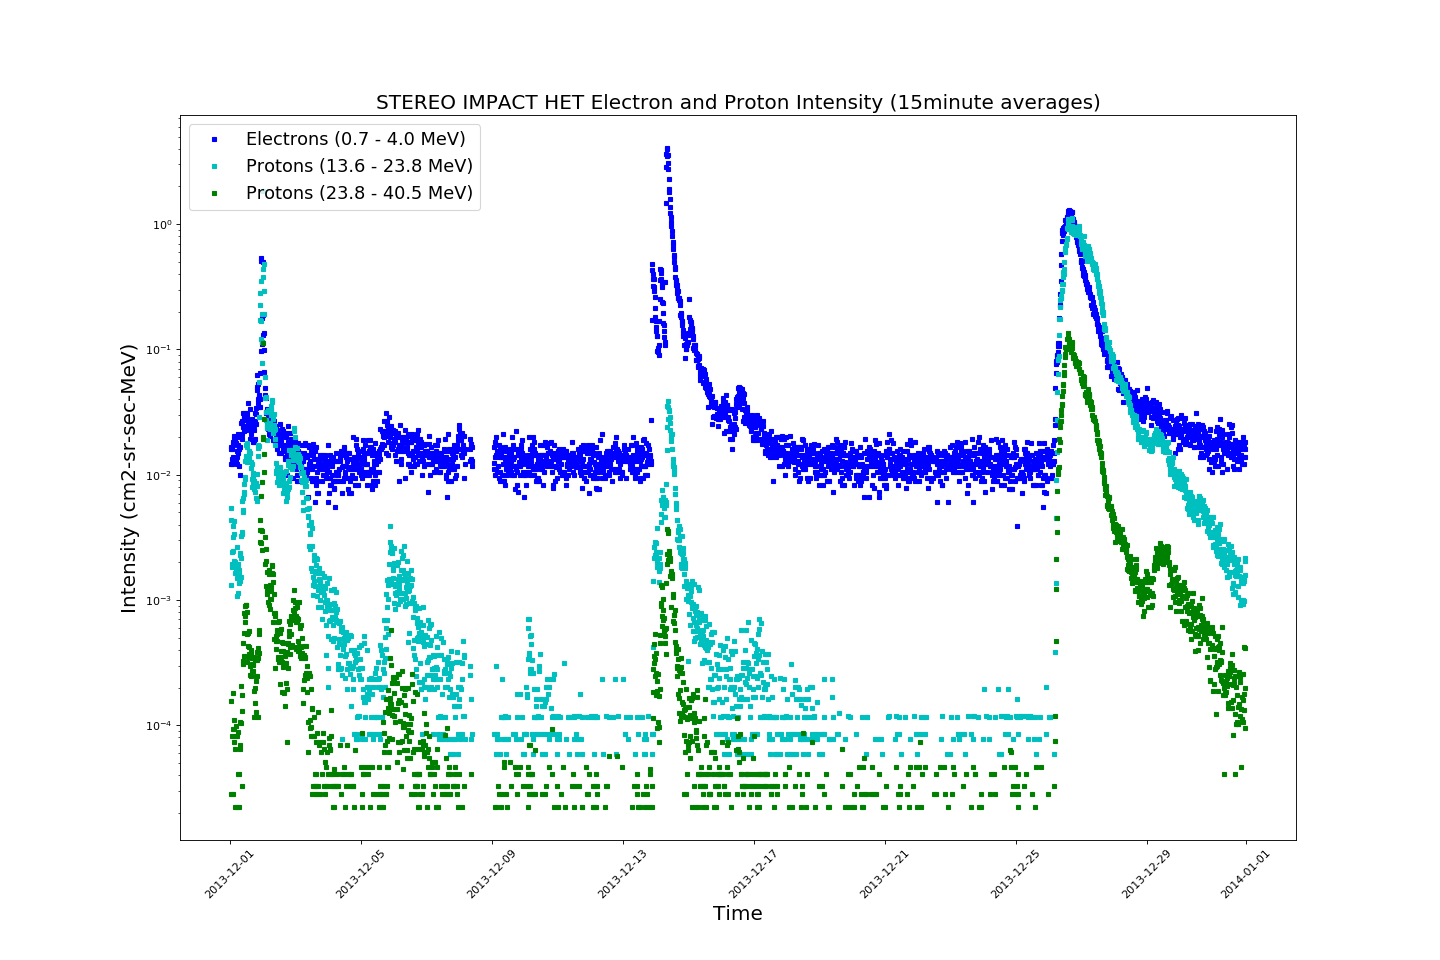 STEREO IMPACT HET Electron and Proton Intensity (15minute averages)
Electrons (0.7 - 4.0 MeV)
Protons (13.6 - 23.8 MeV)
Protons (23.8 - 40.5 MeV)
Intensity (cm2-sr-sec-MeV)
10⁰
10⁻¹
10⁻²
10⁻³
10⁻⁴
2013-12-01
2013-12-05
2013-12-09
2013-12-13
2013-12-17
2013-12-21
2013-12-25
2013-12-29
2014-01-01
Time